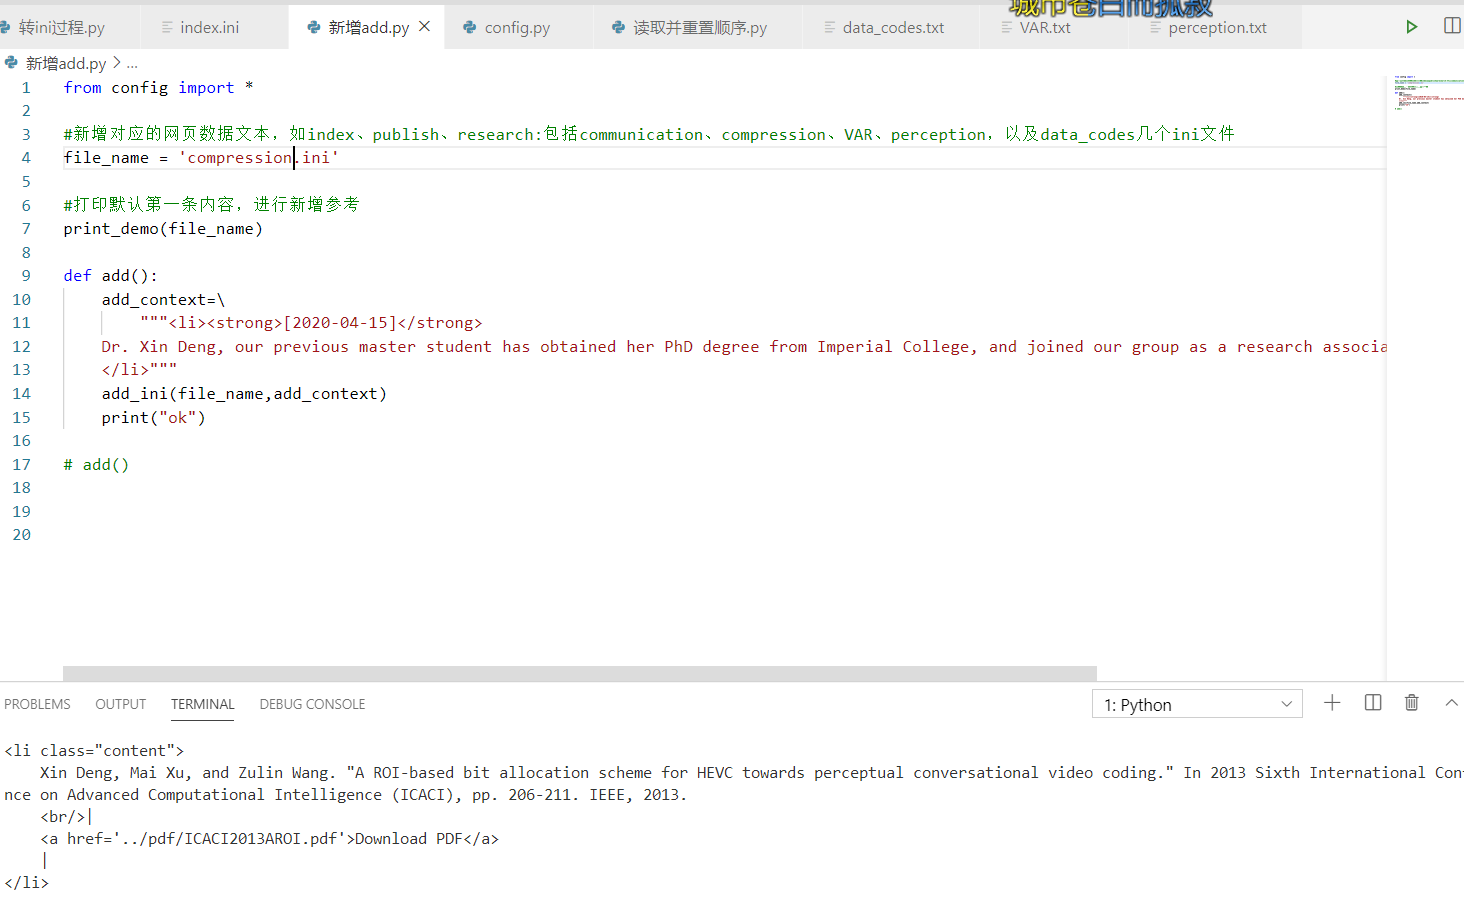 城市苍白而孤寂
转ini过程.py
index.ini
新增add.py
config.py
读取并重置顺序.py
data_codes.txt
VAR.txt
perception.txt
新增add.py > ...
1 from config import *
2
3 #新增对应的网页数据文本，如index、publish、research:包括communication、compression、VAR、perception，以及data_codes几个ini文件
4 file_name = 'compression.ini'
5
6 #打印默认第一条内容，进行新增参考
7 print_demo(file_name)
8
9 def add():
10 add_context=\
11 """<li><strong>[2020-04-15]</strong>
12 Dr. Xin Deng, our previous master student has obtained her PhD degree from Imperial College, and joined our group as a research associa
13 </li>"""
14 add_ini(file_name,add_context)
15 print("ok")
16
17 # add()
18
19
20
PROBLEMS OUTPUT TERMINAL DEBUG CONSOLE 1: Python
<li class="content">
Xin Deng, Mai Xu, and Zulin Wang. "A ROI-based bit allocation scheme for HEVC towards perceptual conversational video coding." In 2013 Sixth International Con
nce on Advanced Computational Intelligence (ICACI), pp. 206-211. IEEE, 2013.
<br/>|
<a href='../pdf/ICACI2013AROI.pdf'>Download PDF</a>
|
</li>